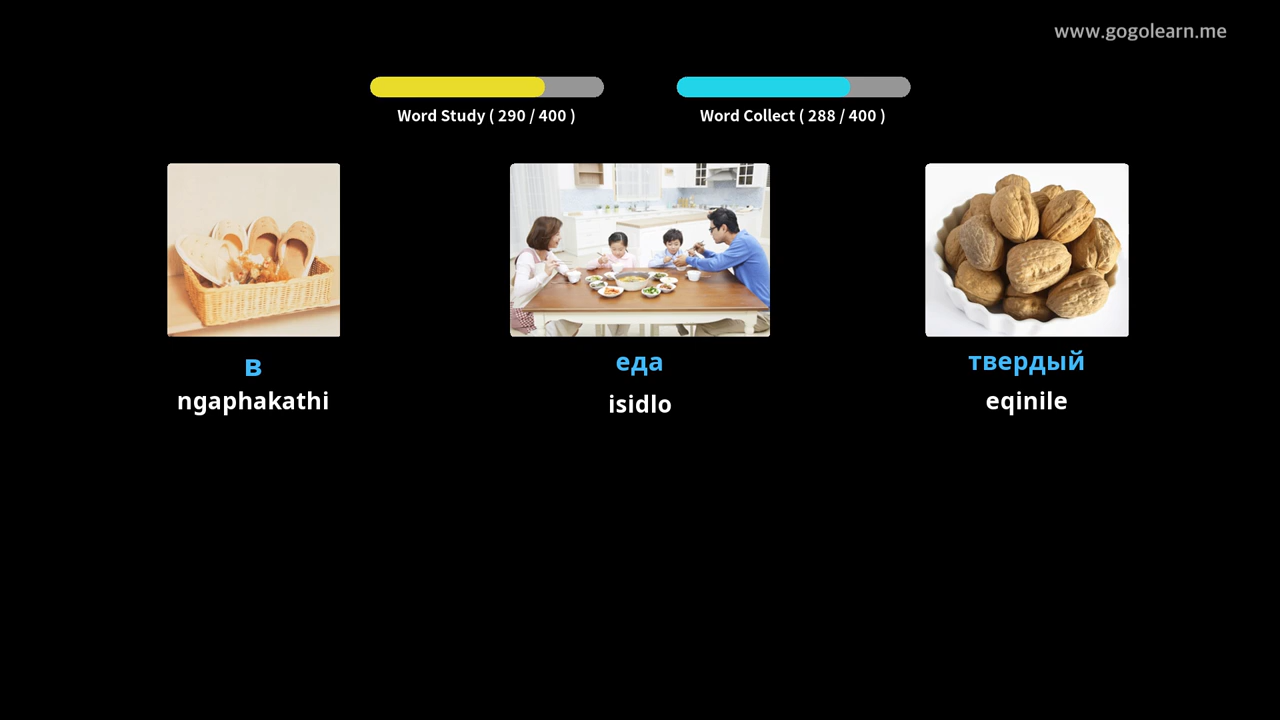 www.gogolearn.me
Word Study ( 290 / 400 )
Word Collect ( 288 / 400 )
в
еда
твердый
ngaphakathi
isidlo
eqinile